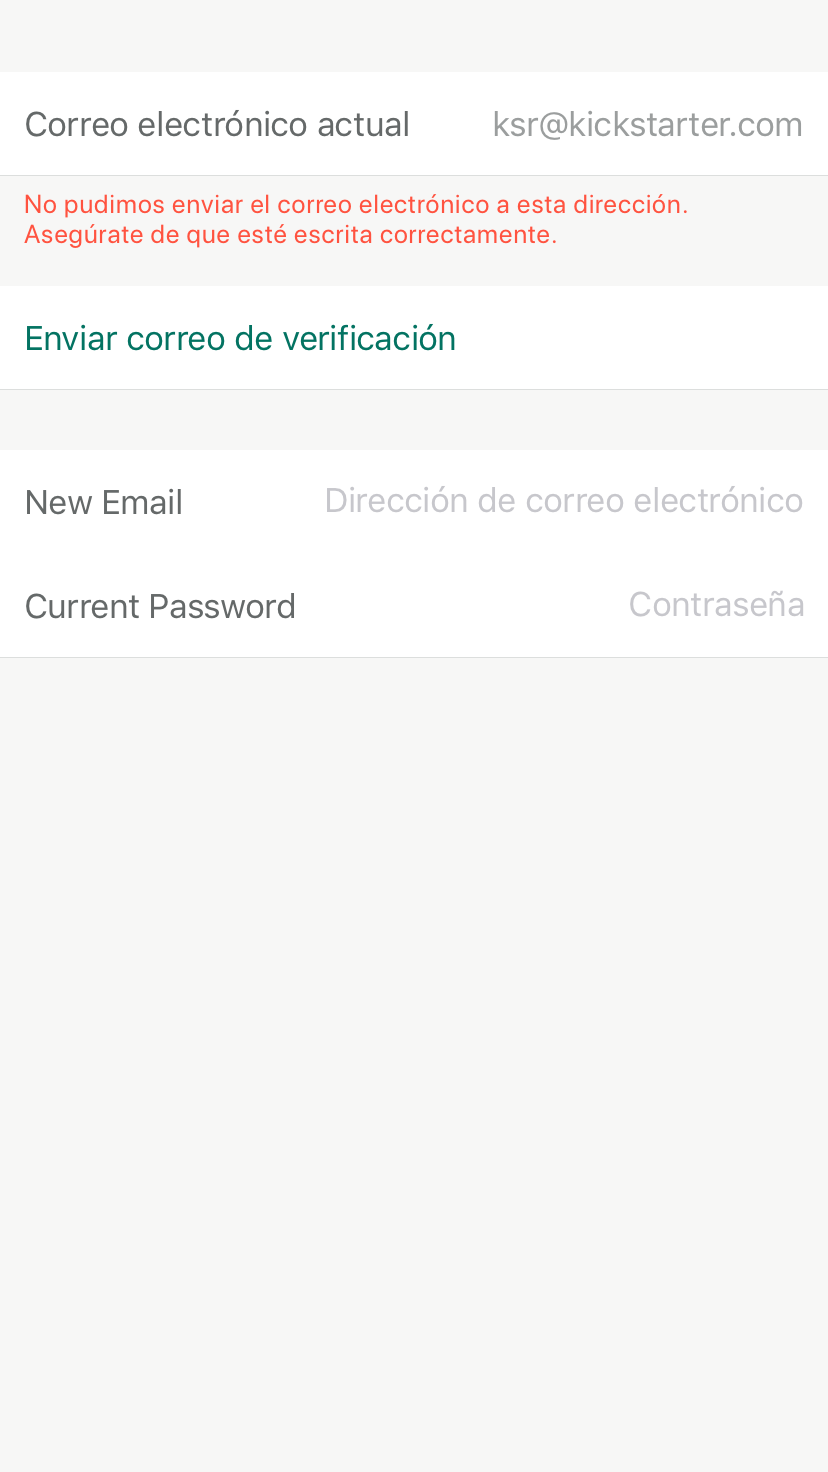 Correo electrónico actual ksr@kickstarter.com
No pudimos enviar el correo electrónico a esta dirección.
Asegúrate de que esté escrita correctamente.
Enviar correo de verificación
New Email Dirección de correo electrónico
Current Password Contraseña